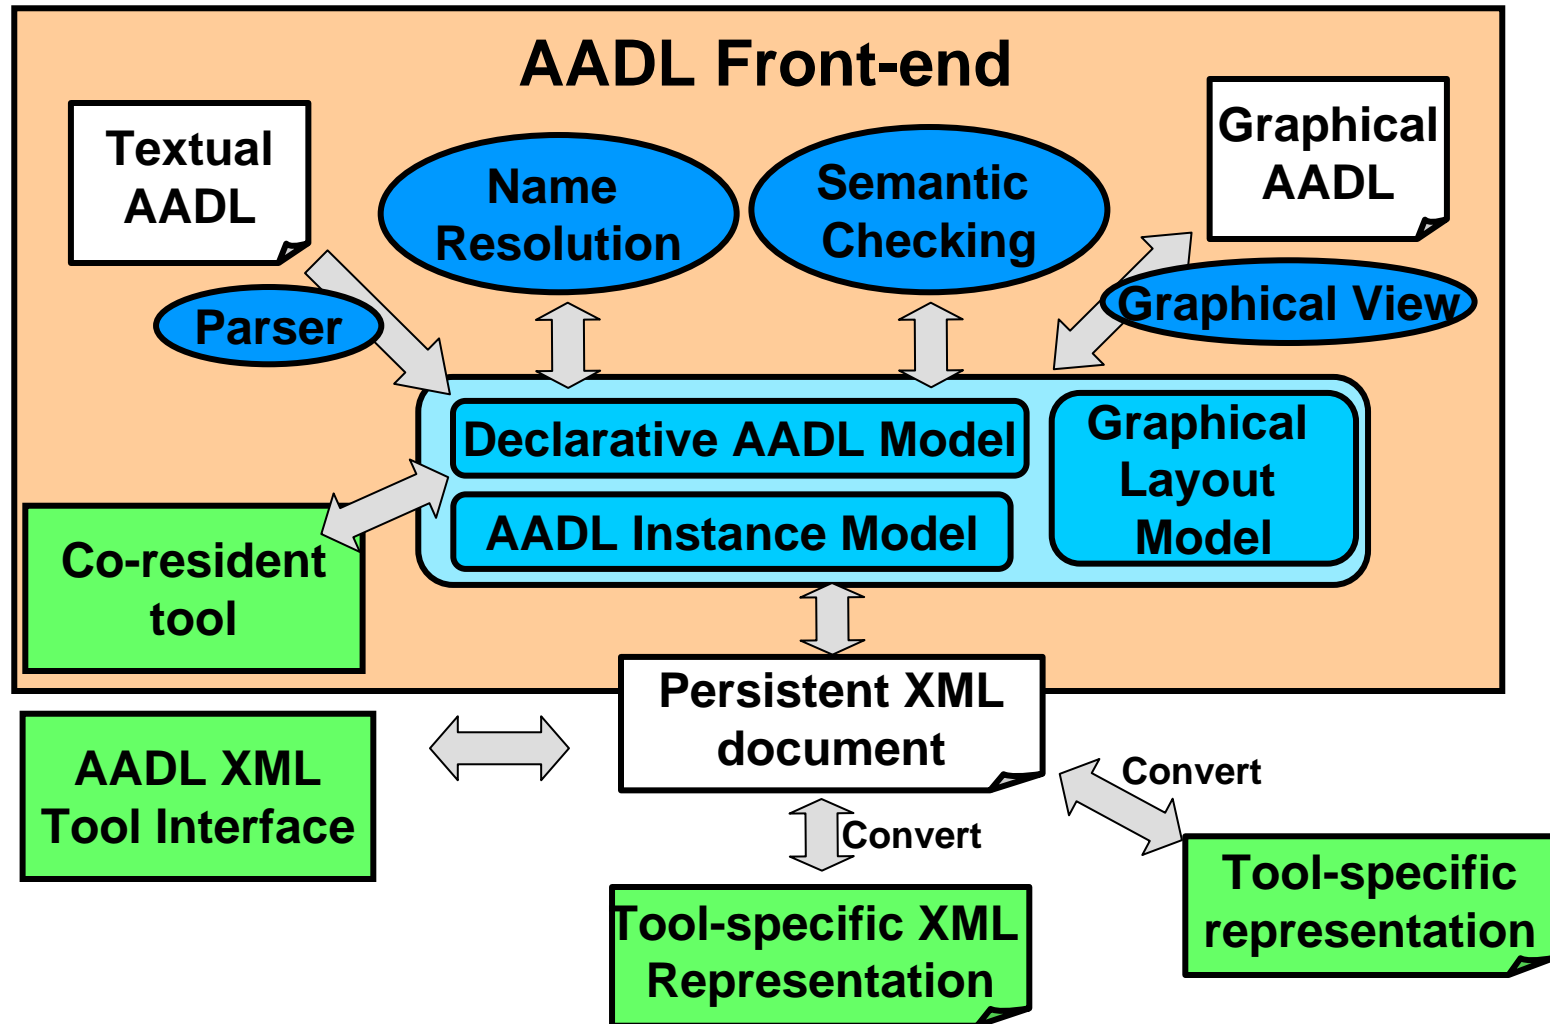 AADL Front-end
Textual
AADL
Name
Resolution
Semantic
Checking
Graphical
AADL
Parser
Graphical View
Declarative AADL Model
AADL Instance Model
Graphical
Layout
Model
Co-resident
tool
Persistent XML
document
AADL XML
Tool Interface
Convert
Convert
Tool-specific XML
Representation
Tool-specific
representation